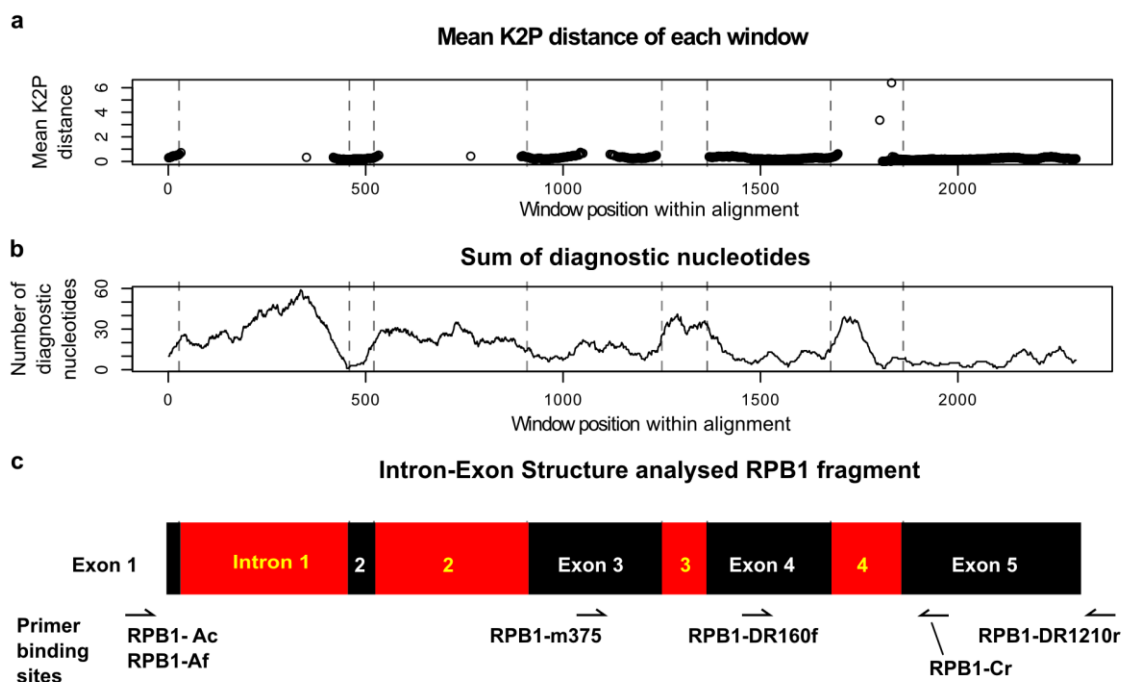 a
Mean K2P distance of each window
Mean K2P
distance
0 2 4 6
0 500 1000 1500 2000
Window position within alignment
b
Sum of diagnostic nucleotides
Number of
diagnostic
nucleotides
0 30 60
0 500 1000 1500 2000
Window position within alignment
c
Intron-Exon Structure analysed RPB1 fragment
Exon 1 Intron 1 2 2 Exon 3 3 Exon 4 4 Exon 5
Primer
binding
sites
RPB1- Ac
RPB1-Af
RPB1-m375 RPB1-DR160f RPB1-DR1210r
RPB1-Cr